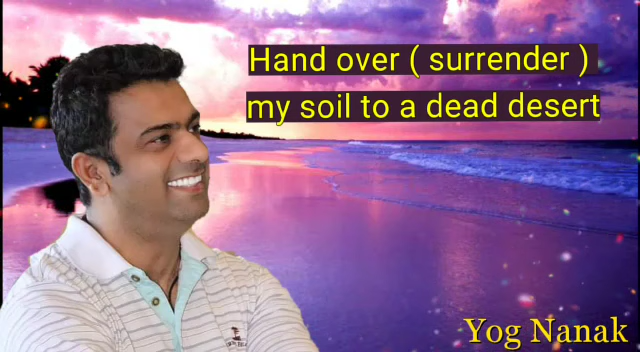 Hand over ( surrender )
my soil to a dead desert
Yog Nanak